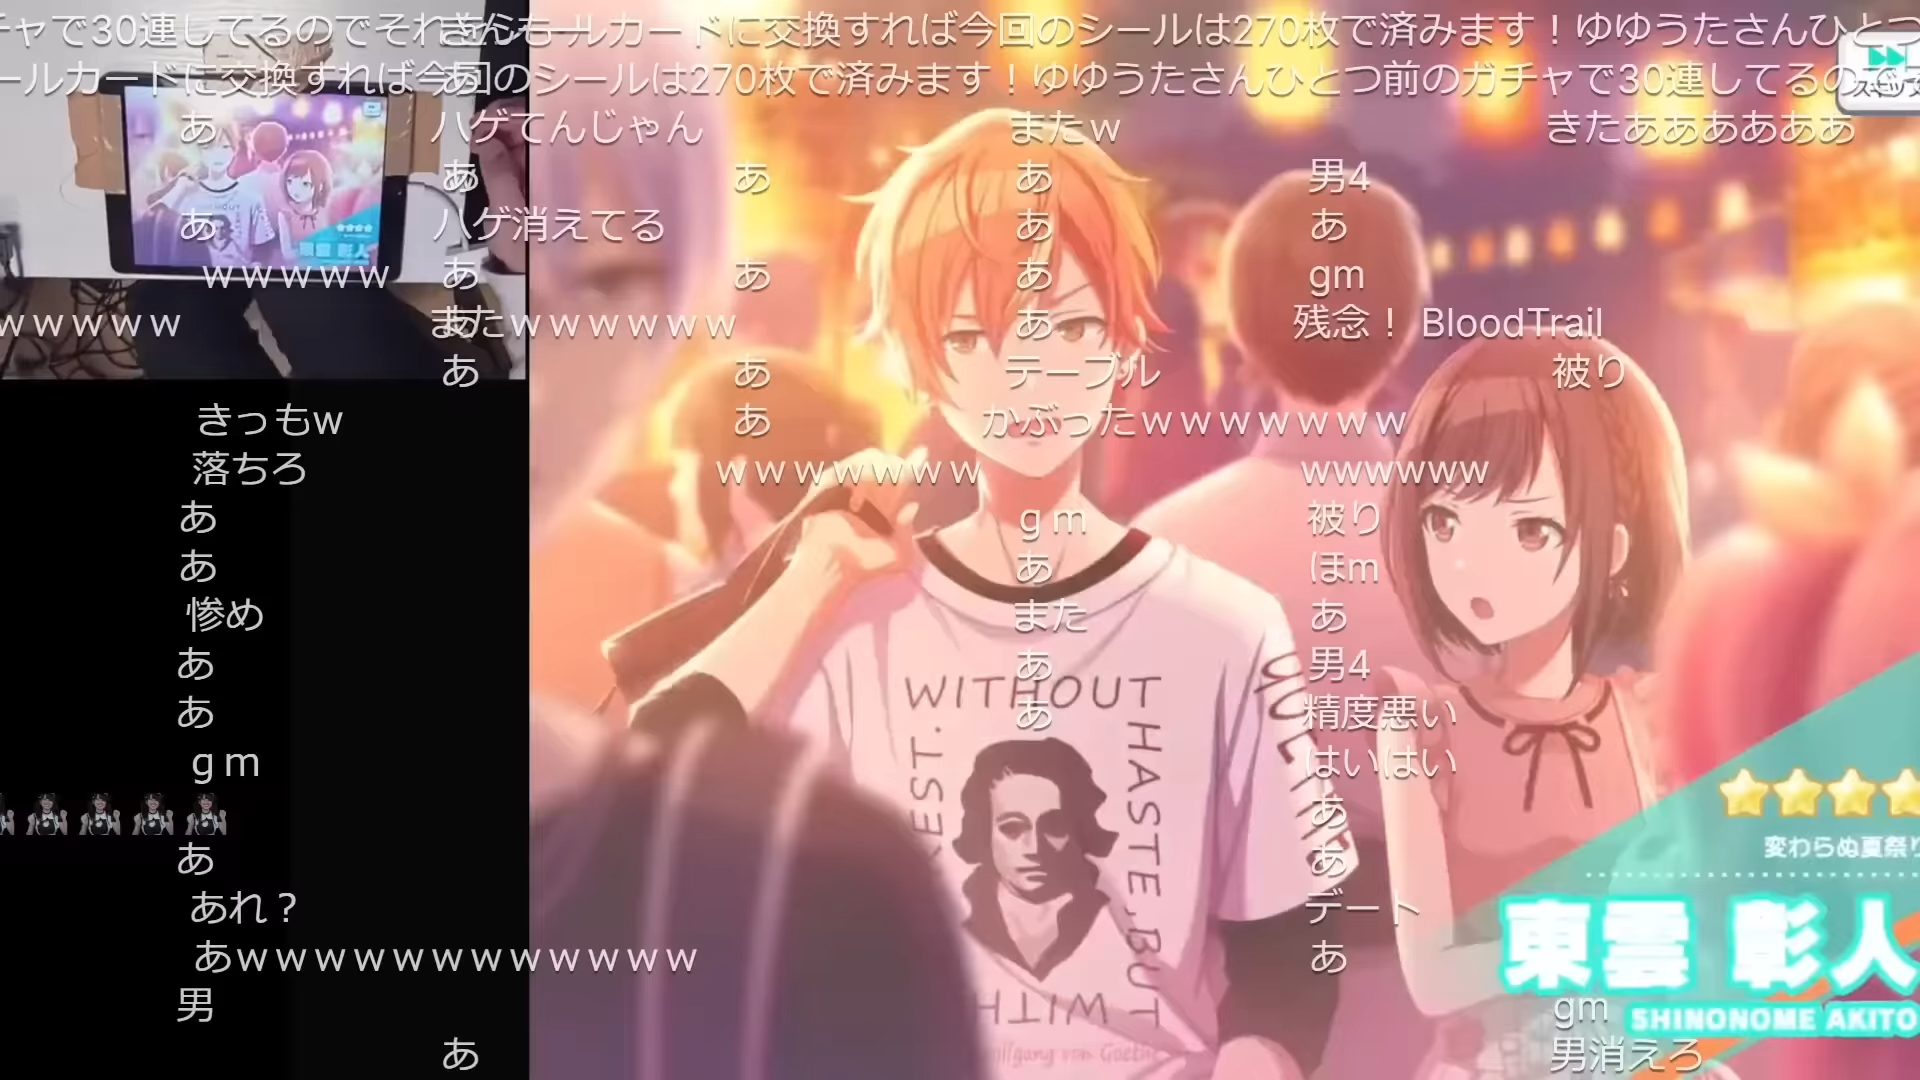 チャで30連してるのでそれをシールカードに交換すれば今回のシールは270枚で済みます！ゆゆうたさんひとつ
きらも
ールカードに交換すれば今回のシールは270枚で済みます！ゆゆうたさんひとつ前のガチャで30連してるの
あ
あ ハゲてんじゃん またｗ きたああああああ
あ あ あ 男4
あ ハゲ消えてる あ あ
ｗｗｗｗｗ あ あ あ gm
ｗｗｗｗｗ またｗｗｗｗｗｗ あ あ 残念！ BloodTrail
あ あ テーブル 被り
きっもw あ かぶったｗｗｗｗｗｗｗ
落ちろ ｗｗｗｗｗｗｗ wwwwww
あ ｇｍ 被り
あ あ ほm
惨め また あ
あ あ 男4
WITHOUT HASTE, BUT WITH
REST.
あ あ 精度悪い
ｇｍ はいはい
あ
あ あ
変わらぬ夏祭り
あれ？ デート
あｗｗｗｗｗｗｗｗｗｗｗｗ あ
東雲 彰人
男 gm
SHINONOME AKITO
あ 男消えろ